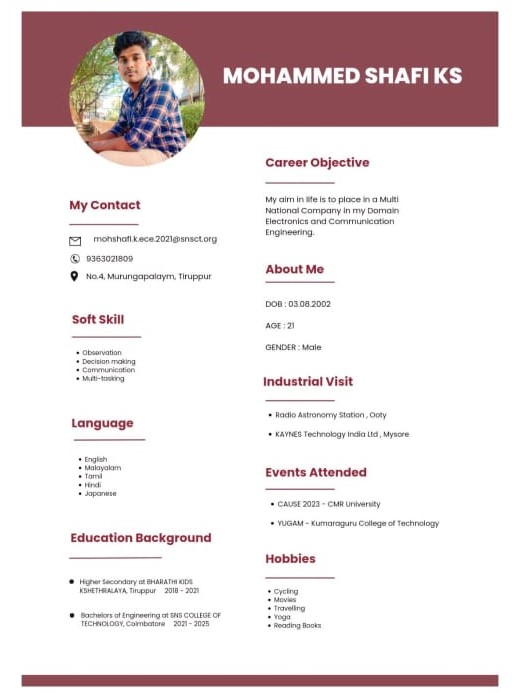 MOHAMMED SHAFI KS
My Contact
mohshafi.k.ece.2021@snsct.org
9363021809
No.4, Murungapalaym, Tiruppur
Soft Skill
Observation
Decision making
Communication
Multi-tasking
Language
English
Malayalam
Tamil
Hindi
Japanese
Education Background
Higher Secondary at BHARATHI KIDS
KSHETHRALAYA, Tiruppur 2018 - 2021
Bachelors of Engineering at SNS COLLEGE OF
TECHNOLOGY, Coimbatore 2021 - 2025
Career Objective
My aim in life is to place in a Multi
National Company in my Domain
Electronics and Communication
Engineering.
About Me
DOB : 03.08.2002
AGE : 21
GENDER : Male
Industrial Visit
Radio Astronomy Station , Ooty
KAYNES Technology India Ltd , Mysore
Events Attended
CAUSE 2023 - CMR University
YUGAM - Kumaraguru College of Technology
Hobbies
Cycling
Movies
Travelling
Yoga
Reading Books